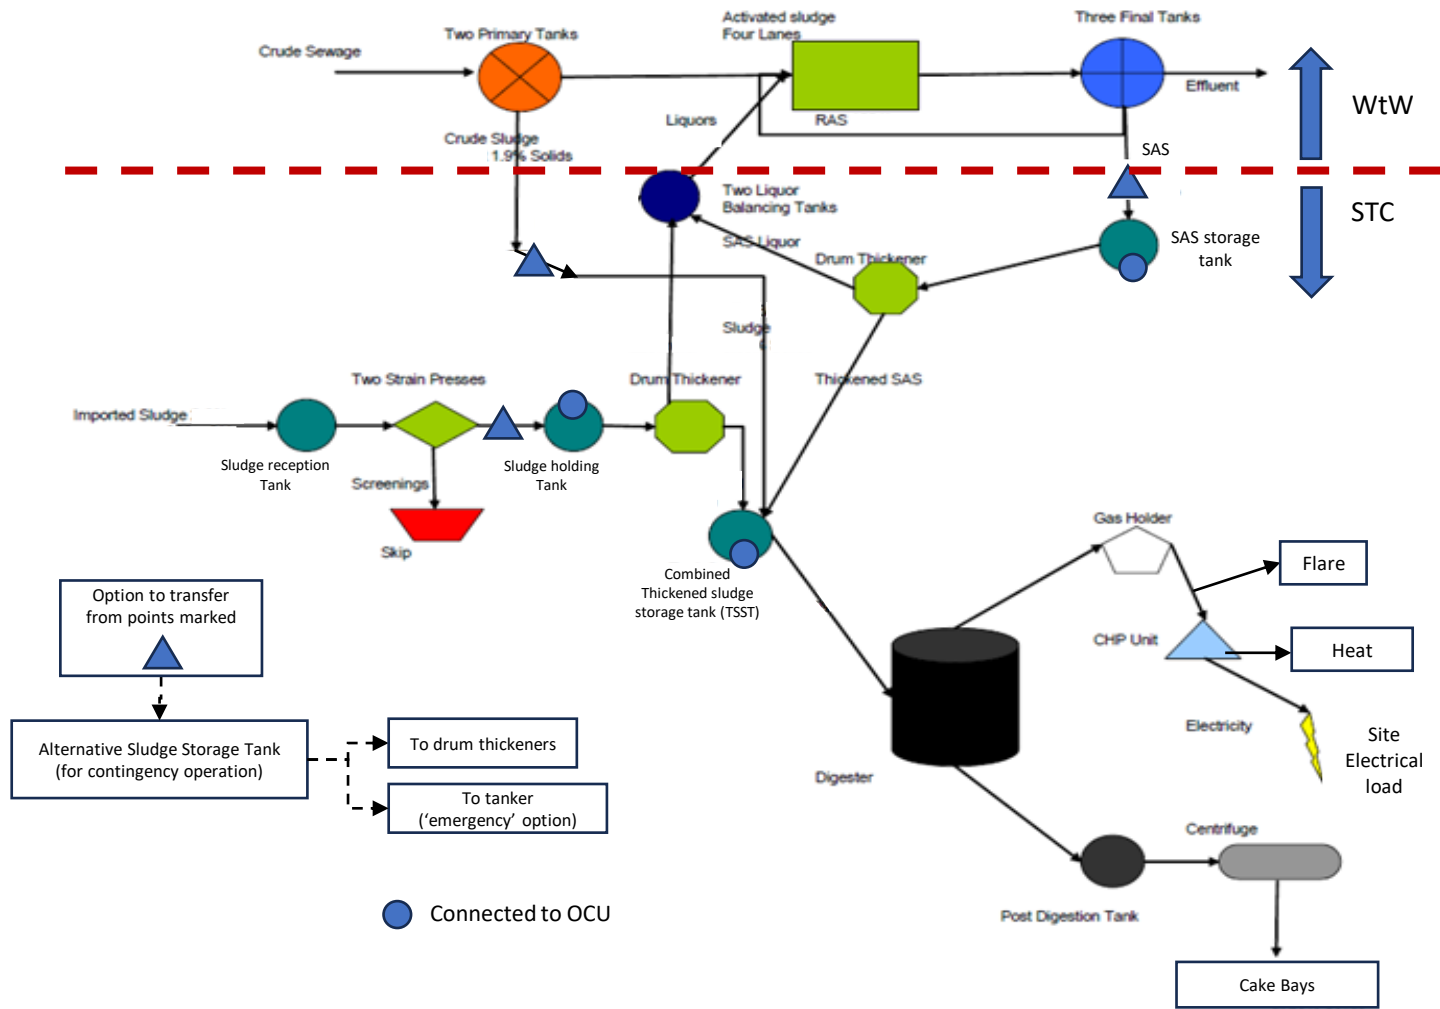 Activated sludge
Four Lanes
Three Final Tanks
Two Primary Tanks
Crude Sewage
Effluent
WtW
Liquors
RAS
Crude Sludge
1.9% Solids
SAS
Two Liquor
Balancing Tanks
STC
SAS Liquor
SAS storage
tank
Drum Thickener
Sludge
Two Strain Presses
Drum Thickener
Thickened SAS
Imported Sludge
Sludge reception
Tank
Screenings
Sludge holding
Tank
Skip
Gas Holder
Flare
Combined
Thickened sludge
storage tank (TSST)
Option to transfer
from points marked
CHP Unit
Heat
Alternative Sludge Storage Tank
(for contingency operation)
To drum thickeners
To tanker
(‘emergency’ option)
Electricity
Site
Electrical
load
Digester
Centrifuge
Connected to OCU
Post Digestion Tank
Cake Bays